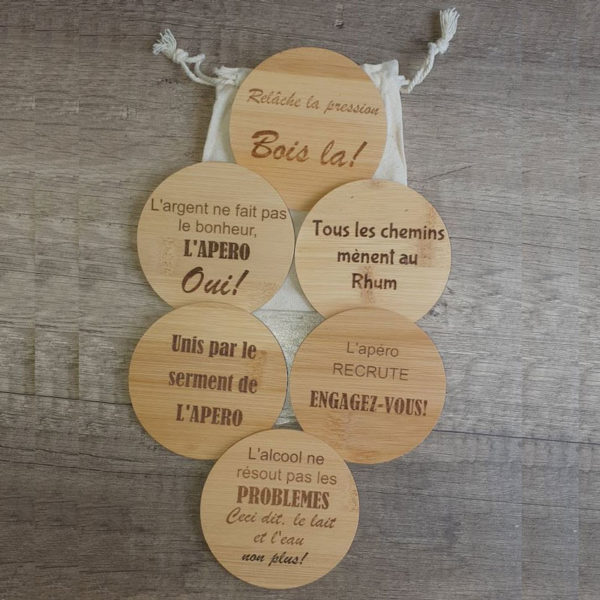 Relâche la pression
Bois la!
L'argent ne fait pas
le bonheur,
L'APERO
Oui!
Tous les chemins
mènent au
Rhum
Unis par le
serment de
L'APERO
L'apéro
RECRUTE
ENGAGEZ-VOUS!
L'alcool ne
résout pas les
PROBLEMES
Ceci dit, le lait
et l'eau
non plus!